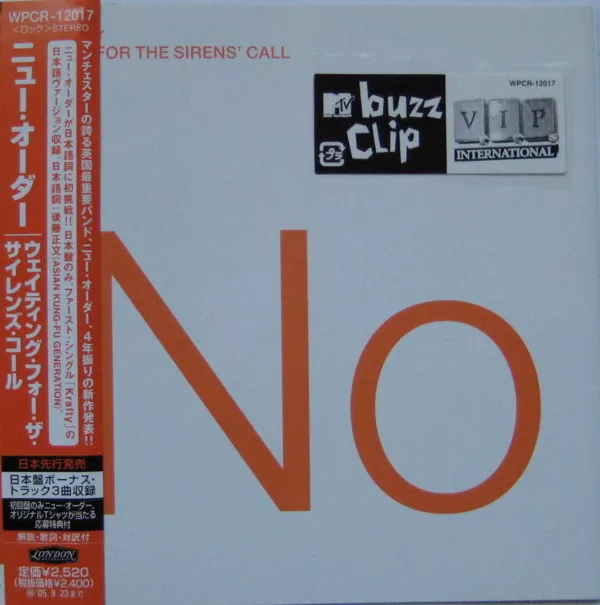 WPCR-12017
<ロック>STEREO
ニュー・オーダー
ウェイティング・フォー・ザ・
サイレンズ・コール
マンチェスターの誇る英国最重要バンド、ニュー・オーダー、4年振りの新作発表!!
ニュー・オーダーが日本語詞に初挑戦!! 日本盤のみ、ファースト・シングル「Krafty」の
日本語ヴァージョン収録。日本語詞:後藤正文(ASIAN KUNG-FU GENERATION)
日本先行発売
日本盤ボーナス・
トラック3曲収録
初回盤のみニュー・オーダー、
オリジナルTシャツが当たる
応募特典付
解説・歌詞・対訳付
LONDON
定価¥2,520
(税抜価格¥2,400)
'05. 9. 23まで
FOR THE SIRENS' CALL
WPCR-12017
MTV
buzz
CLip
プラ
VIP
INTERNATIONAL
No